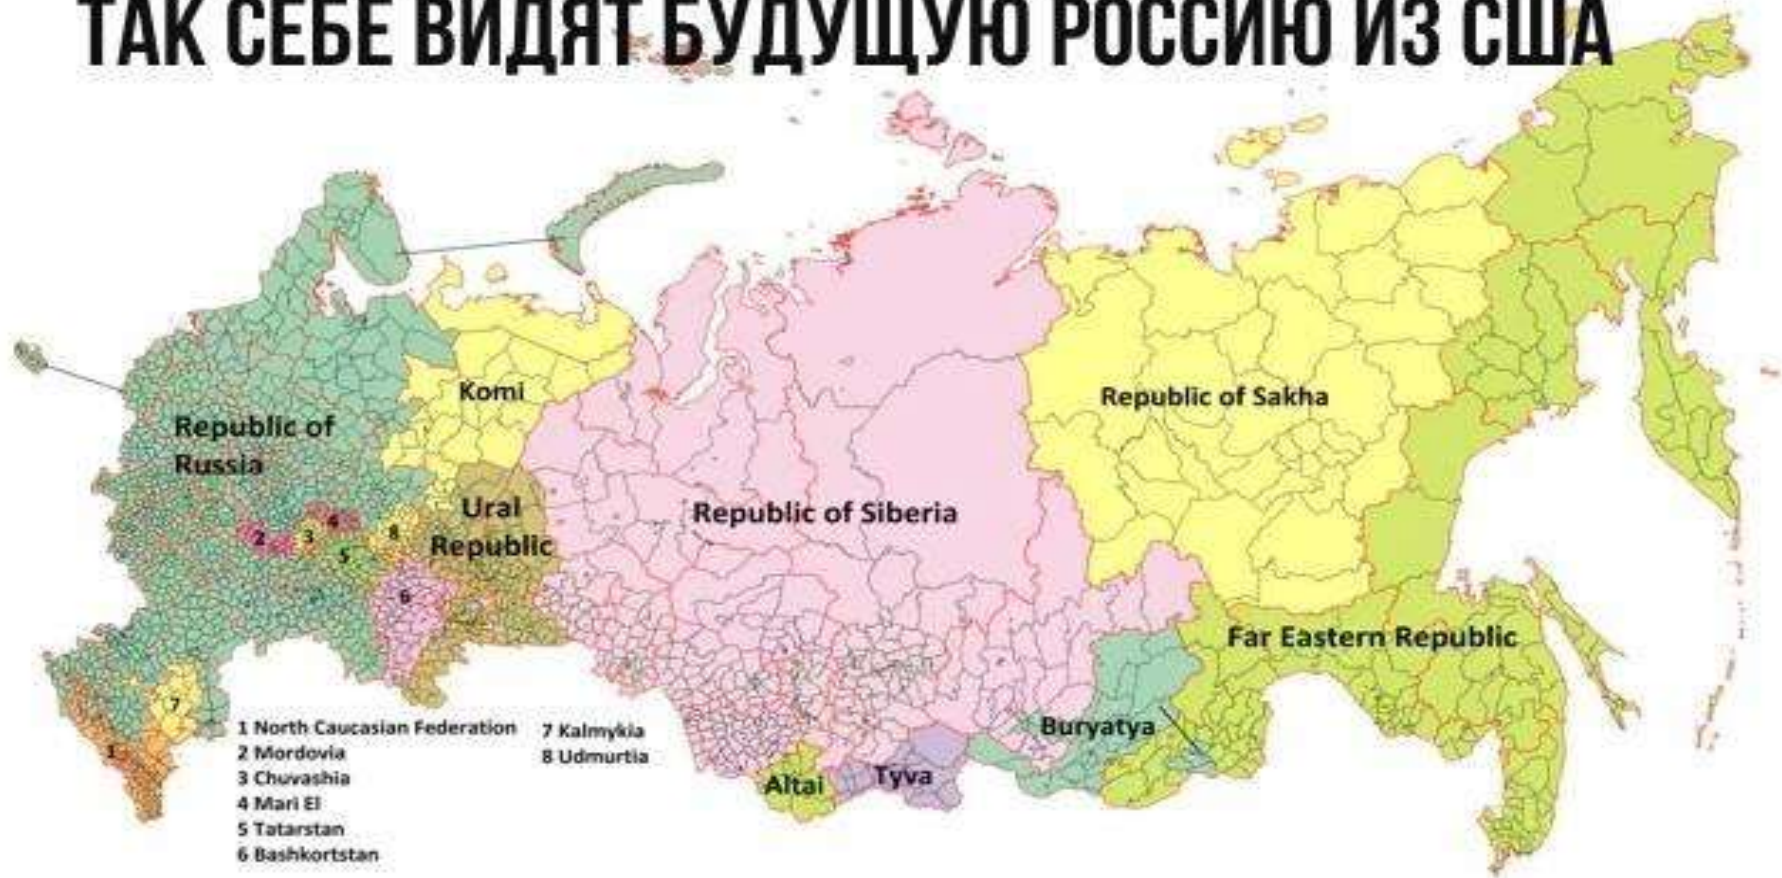 ТАК СЕБЕ ВИДЯТ БУДУЩУЮ РОССИЮ ИЗ США
Komi
Republic of
Russia
Republic of Sakha
Ural
Republic
Republic of Siberia
4
2
3
8
5
6
Far Eastern Republic
7
1
Buryatya
Altai
Tyva
1 North Caucasian Federation
2 Mordovia
3 Chuvashia
4 Mari El
5 Tatarstan
6 Bashkortstan
7 Kalmykia
8 Udmurtia